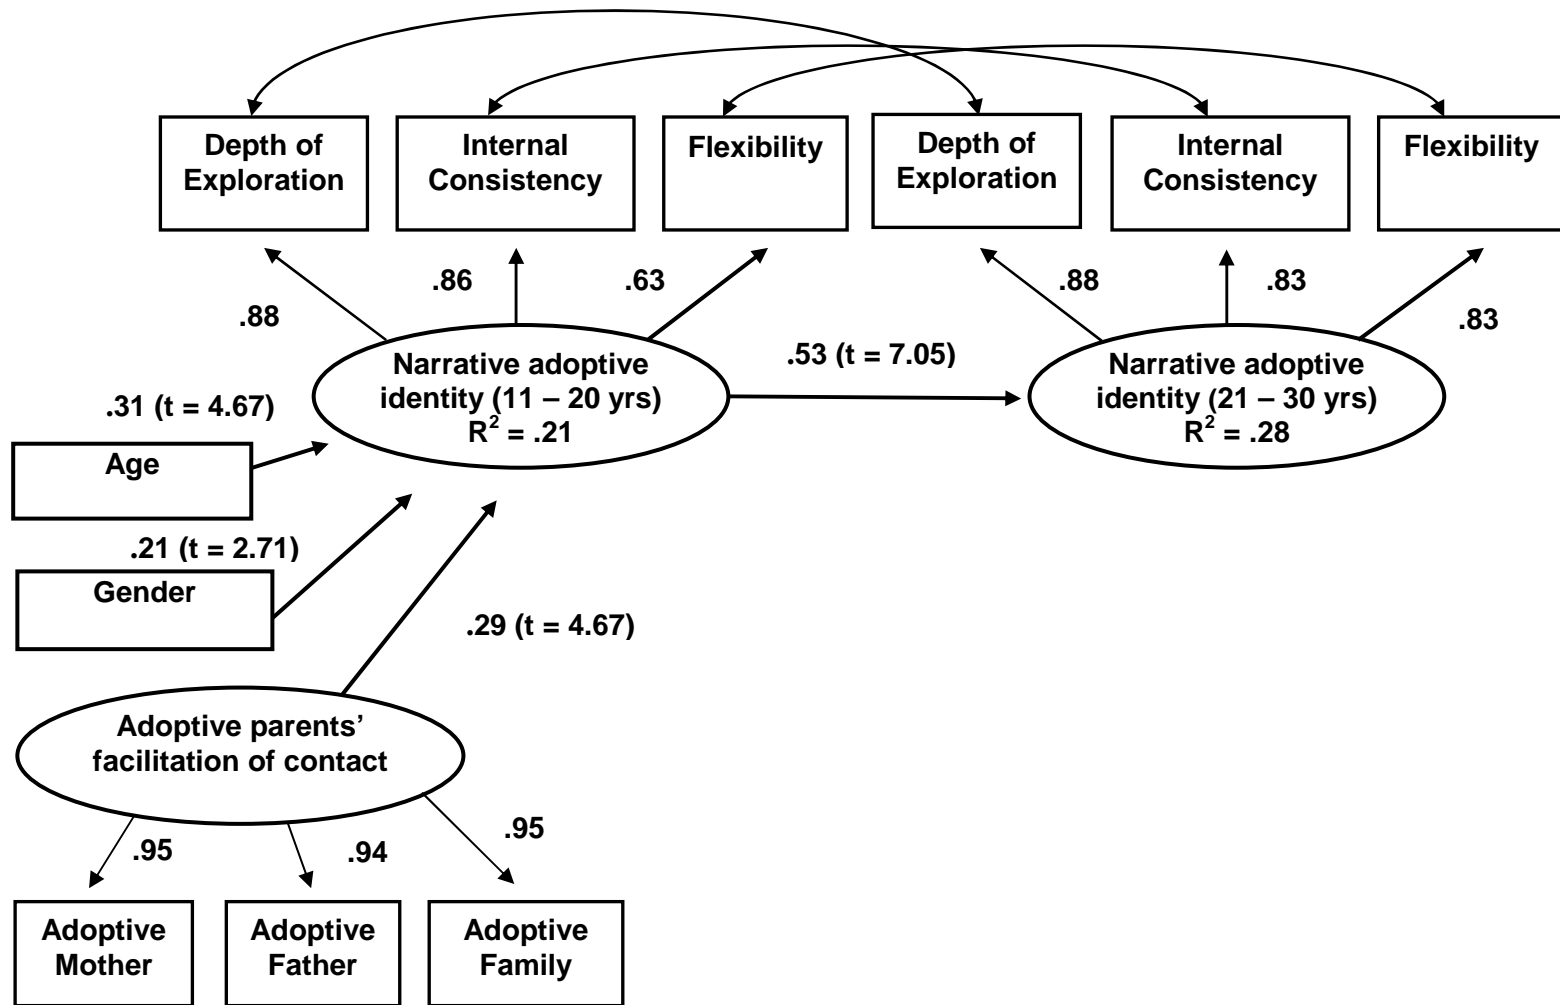 Depth of
Exploration
Internal
Consistency
Flexibility
Depth of
Exploration
Internal
Consistency
Flexibility
.88
.86
.63
.88
.83
.83
Narrative adoptive
identity (11 – 20 yrs)
R² = .21
.53 (t = 7.05)
Narrative adoptive
identity (21 – 30 yrs)
R² = .28
.31 (t = 4.67)
Age
.21 (t = 2.71)
Gender
.29 (t = 4.67)
Adoptive parents’
facilitation of contact
.95
.94
.95
Adoptive
Mother
Adoptive
Father
Adoptive
Family